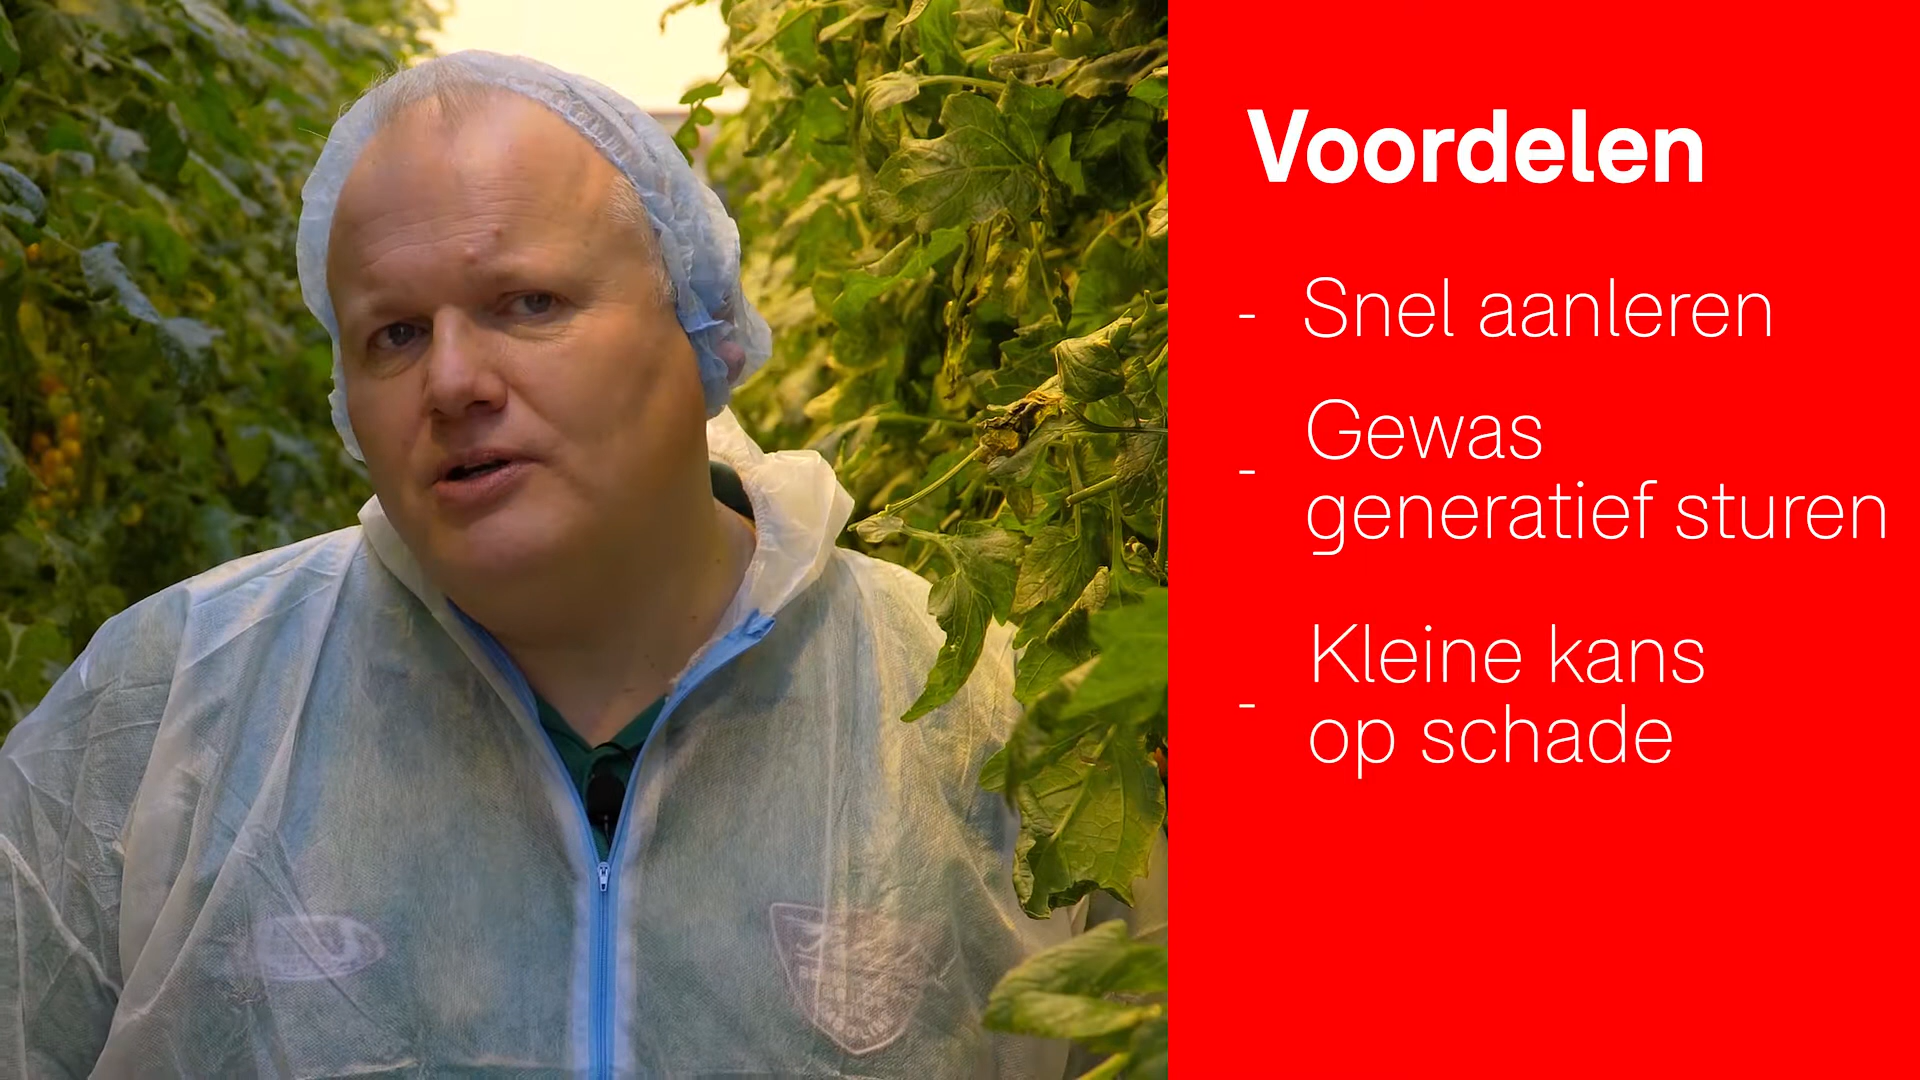 Voordelen
- Snel aanleren
- Gewas
generatief sturen
- Kleine kans
op schade